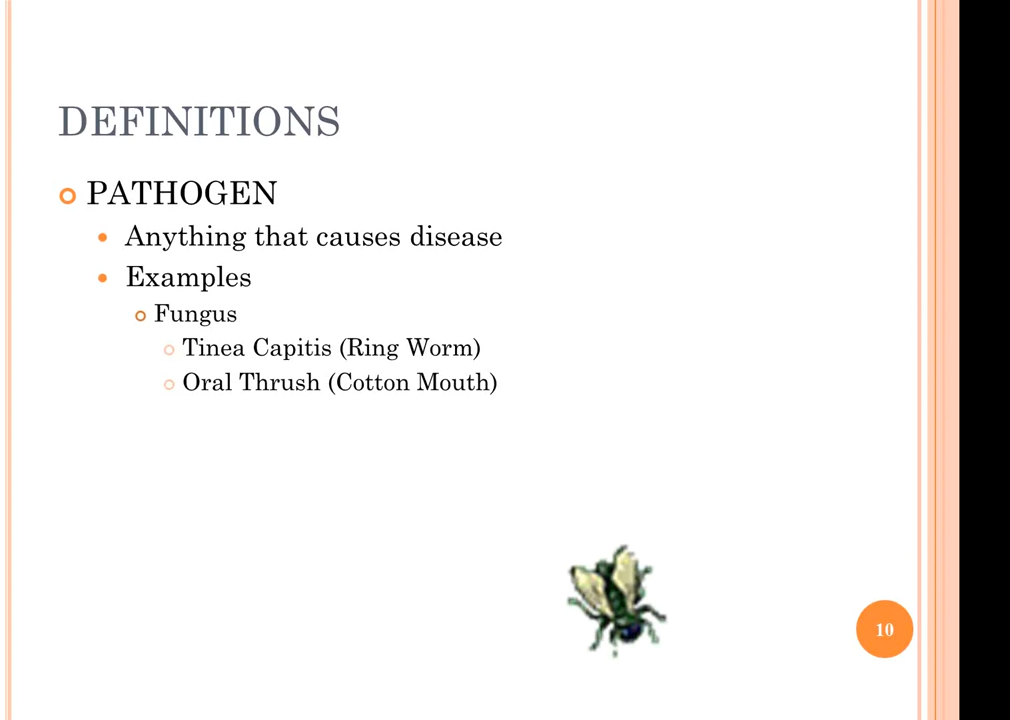 DEFINITIONS
PATHOGEN
Anything that causes disease
Examples
Fungus
Tinea Capitis (Ring Worm)
Oral Thrush (Cotton Mouth)
10